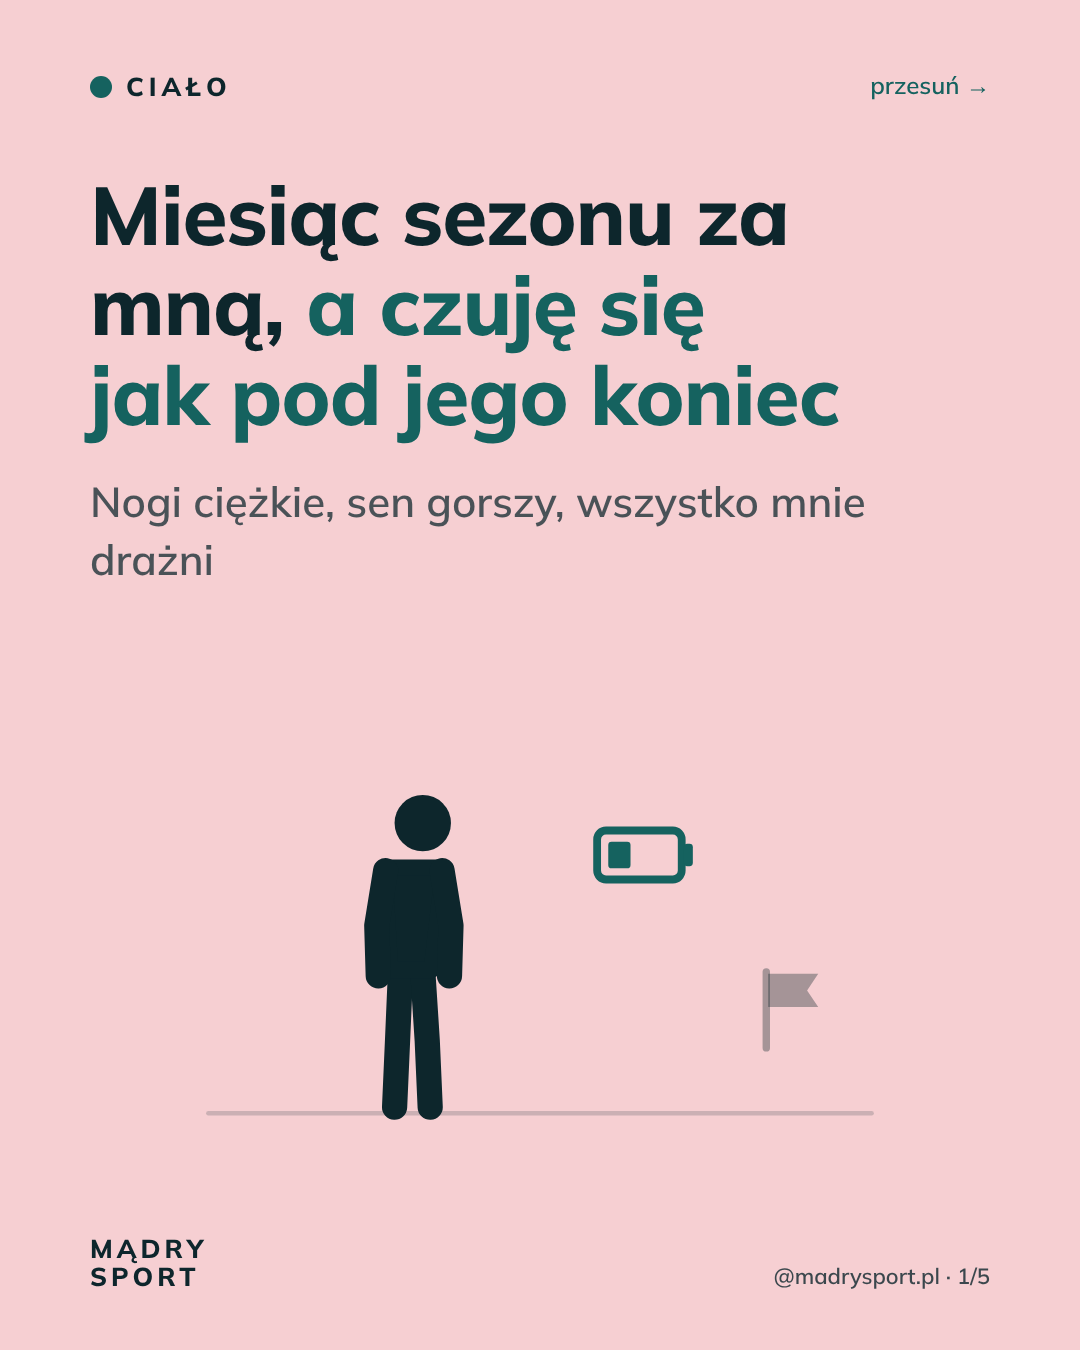 CIAŁO
przesuń →
Miesiąc sezonu za
mną, a czuję się
jak pod jego koniec
Nogi ciężkie, sen gorszy, wszystko mnie
drażni
MĄDRY
SPORT
@madrysport.pl · 1/5